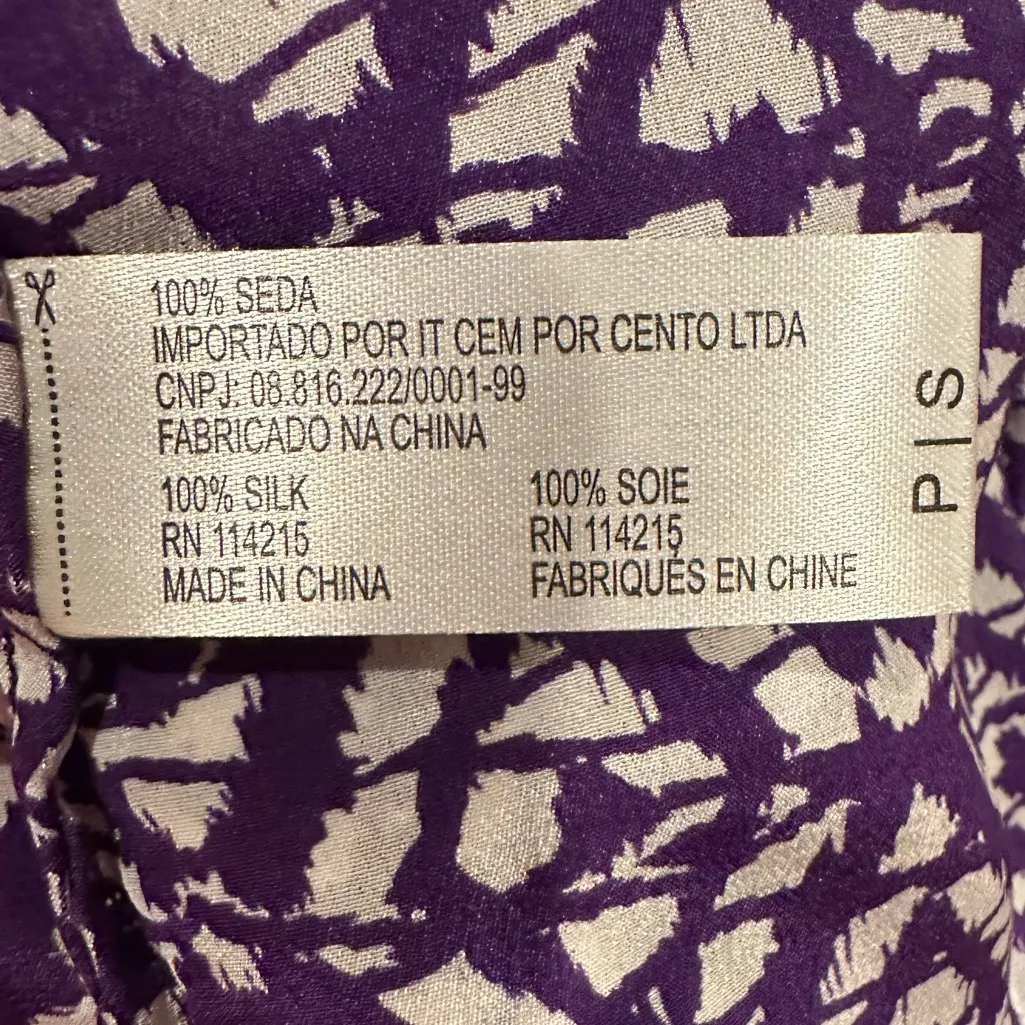 100% SEDA
IMPORTADO POR IT CEM POR CENTO LTDA
CNPJ: 08.816.222/0001-99
FABRICADO NA CHINA
100% SILK
RN 114215
MADE IN CHINA
100% SOIE
RN 114215
FABRIQUÉS EN CHINE
P|S